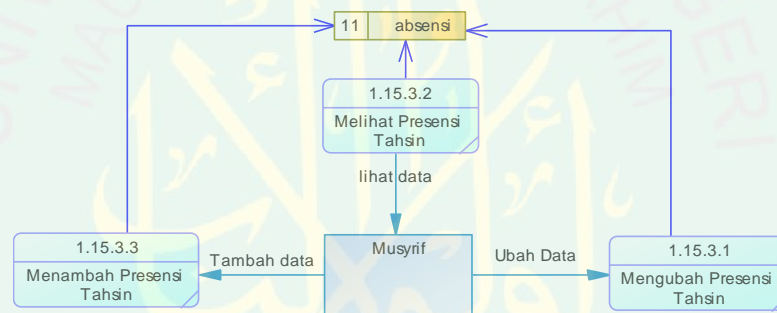 11 absensi
1.15.3.2
Melihat Presensi
Tahsin
lihat data
1.15.3.3
Menambah Presensi
Tahsin
Tambah data
Musyrif
Ubah Data
1.15.3.1
Mengubah Presensi
Tahsin